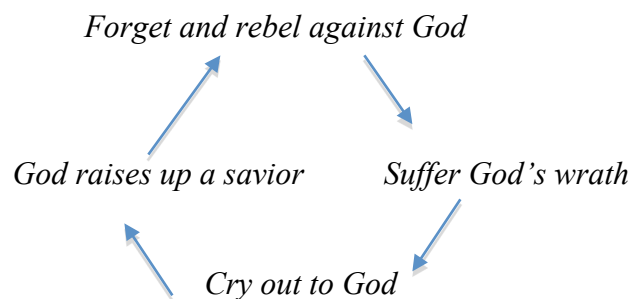 Forget and rebel against God
God raises up a savior
Suffer God’s wrath
Cry out to God